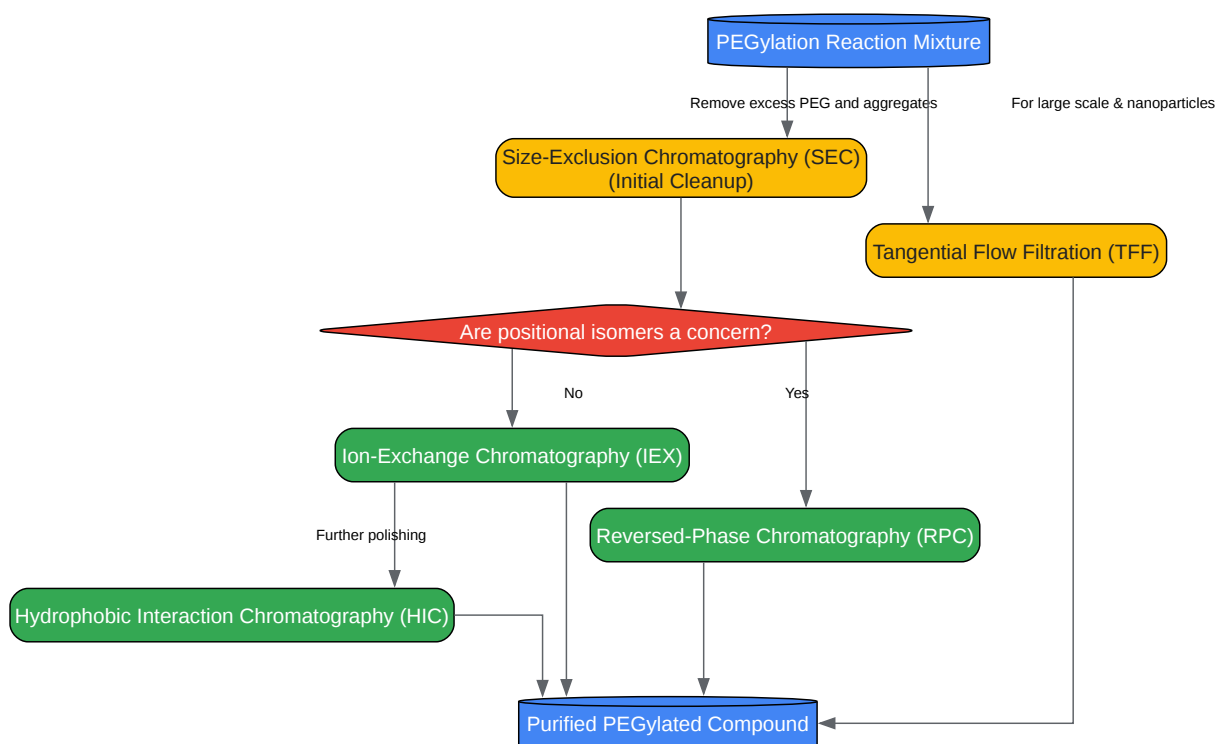 PEGylation Reaction Mixture
Remove excess PEG and aggregates
For large scale & nanoparticles
Size-Exclusion Chromatography (SEC)
(Initial Cleanup)
Tangential Flow Filtration (TFF)
Are positional isomers a concern?
No
Yes
Ion-Exchange Chromatography (IEX)
Further polishing
Reversed-Phase Chromatography (RPC)
Hydrophobic Interaction Chromatography (HIC)
Purified PEGylated Compound